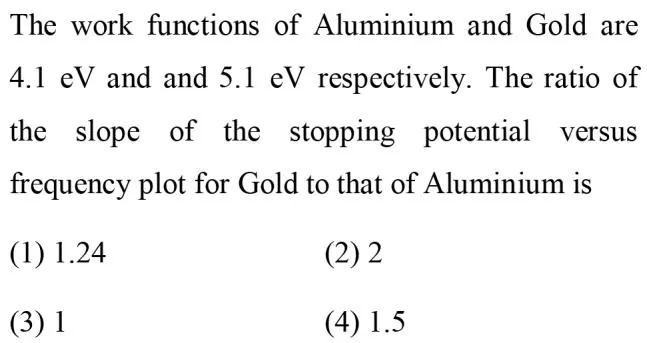 The work functions of Aluminium and Gold are
4.1 eV and and 5.1 eV respectively. The ratio of
the slope of the stopping potential versus
frequency plot for Gold to that of Aluminium is
(1) 1.24 (2) 2
(3) 1 (4) 1.5